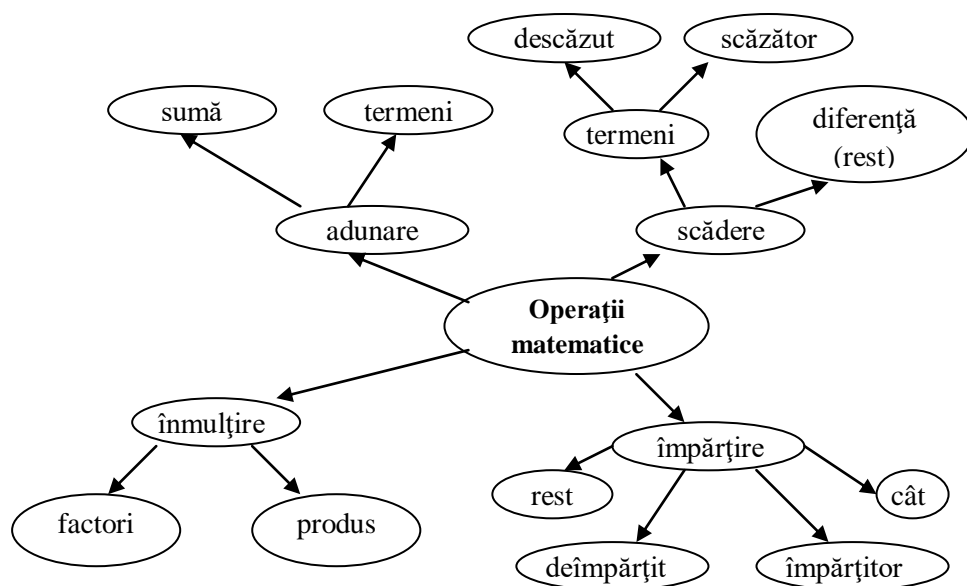 descăzut
scăzător
sumă
termeni
termeni
diferenţă
(rest)
adunare
scădere
Operaţii
matematice
înmulţire
împărţire
rest
cât
factori
produs
deîmpărţit
împărţitor